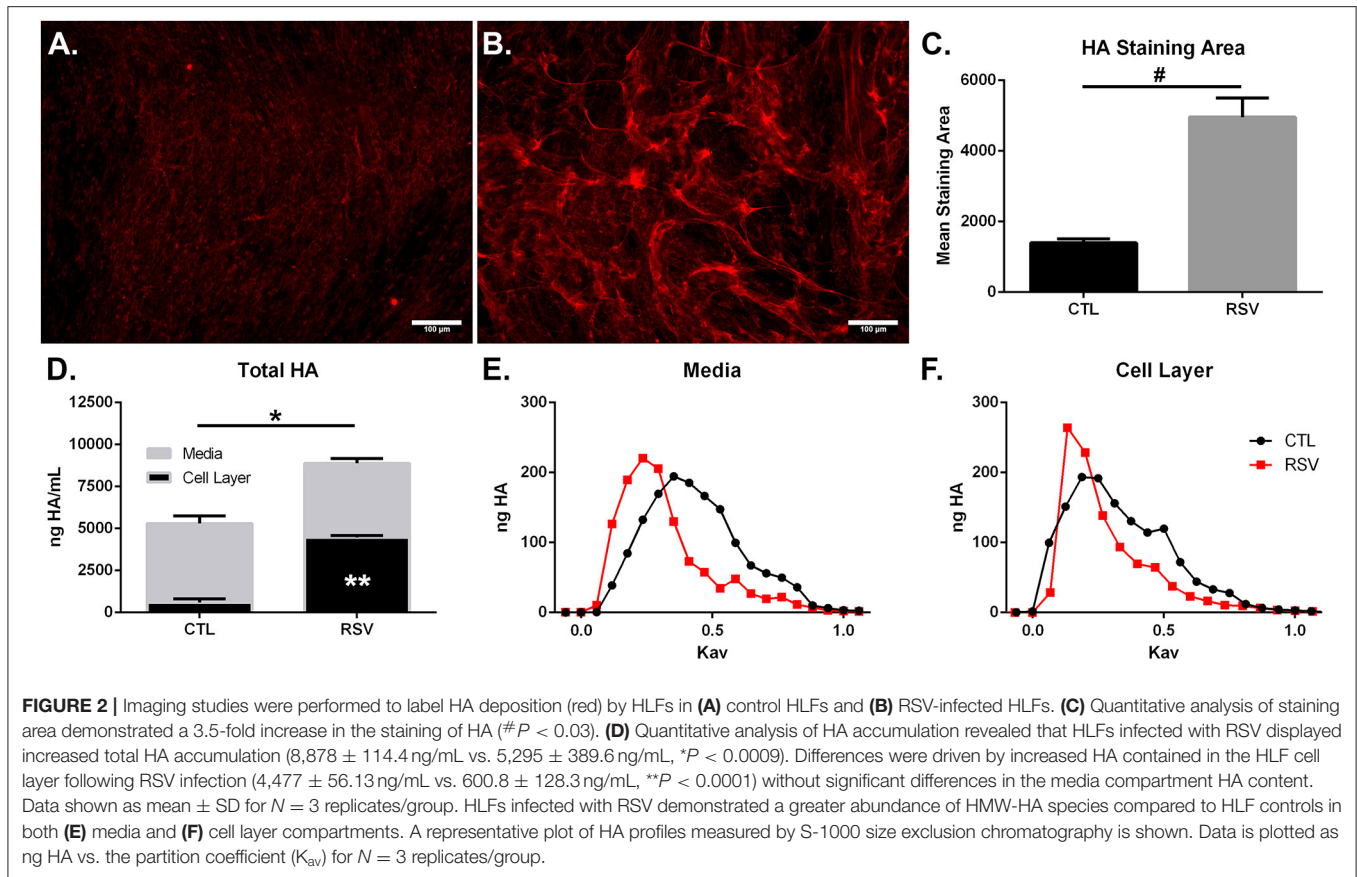 A.
B.
100 µm
100 µm
C.
HA Staining Area
#
6000
4000
2000
0
Mean Staining Area
CTL
RSV
D.
Total HA
*
12500
10000
7500
5000
2500
0
ng HA/mL
Media
Cell Layer
**
CTL
RSV
E.
Media
300
200
100
0
ng HA
0.0
0.5
1.0
Kav
F.
Cell Layer
300
200
100
0
ng HA
CTL
RSV
0.0
0.5
1.0
Kav
FIGURE 2 | Imaging studies were performed to label HA deposition (red) by HLFs in (A) control HLFs and (B) RSV-infected HLFs. (C) Quantitative analysis of staining
area demonstrated a 3.5-fold increase in the staining of HA (#P < 0.03). (D) Quantitative analysis of HA accumulation revealed that HLFs infected with RSV displayed
increased total HA accumulation (8,878 ± 114.4 ng/mL vs. 5,295 ± 389.6 ng/mL, *P < 0.0009). Differences were driven by increased HA contained in the HLF cell
layer following RSV infection (4,477 ± 56.13 ng/mL vs. 600.8 ± 128.3 ng/mL, **P < 0.0001) without significant differences in the media compartment HA content.
Data shown as mean ± SD for N = 3 replicates/group. HLFs infected with RSV demonstrated a greater abundance of HMW-HA species compared to HLF controls in
both (E) media and (F) cell layer compartments. A representative plot of HA profiles measured by S-1000 size exclusion chromatography is shown. Data is plotted as
ng HA vs. the partition coefficient (Kav) for N = 3 replicates/group.